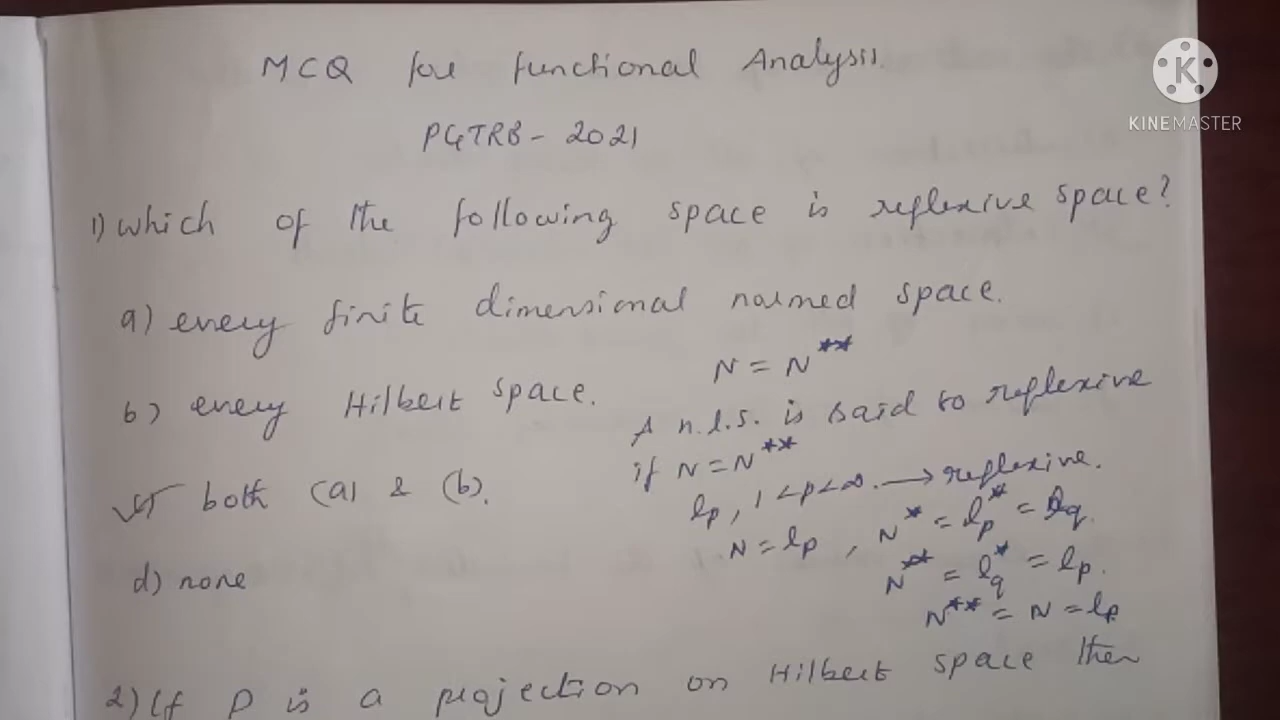 MCQ for functional Analysis.
KINEMASTER
PGTRB - 2021
1) which of the following space is reflexive space?
a) every finite dimensional normed space.
N = N**
b) every Hilbert space.
A n.l.s. is said to reflexive
if N = N**
both (a) & (b).
lp, 1<p<∞. → reflexive.
N = lp, N* = lp* = lq.
d) none
N** = lq* = lp.
N** = N = lp
2) If P is a projection on Hilbert space then